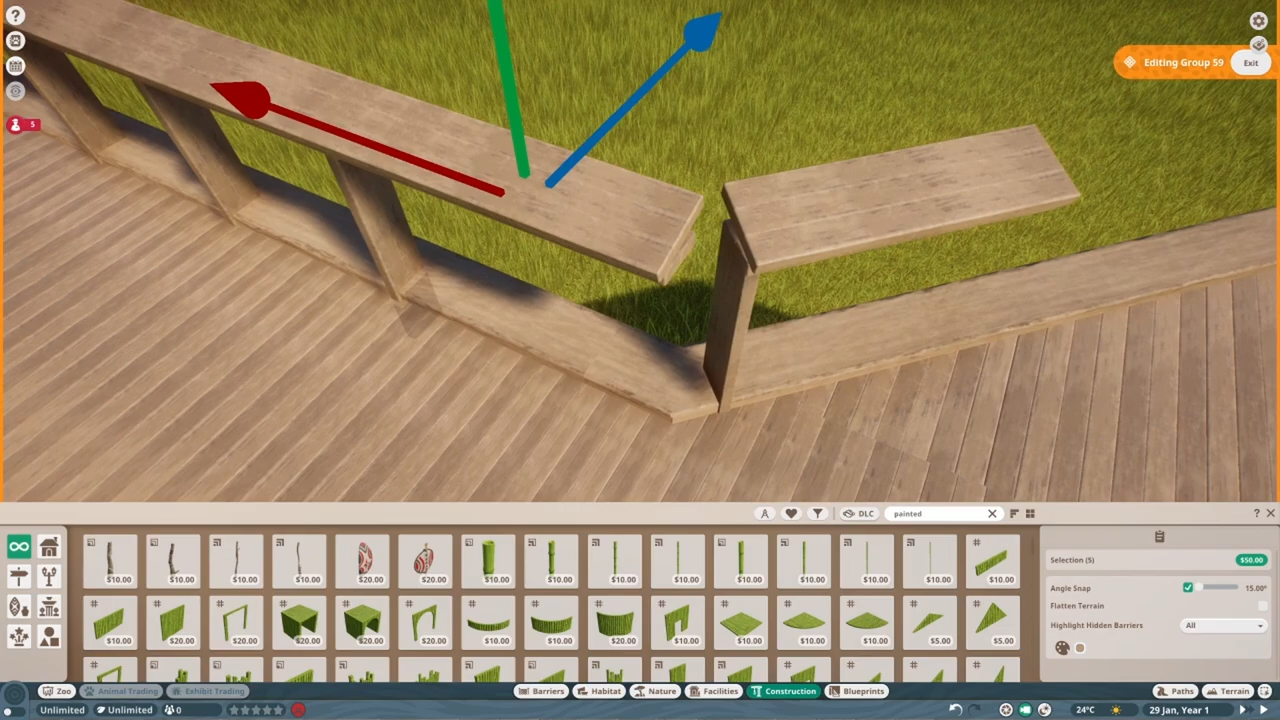 ?
Editing Group 59
Exit
5
DLC
painted
?
$10.00 $10.00 $10.00 $10.00 $20.00 $20.00 $10.00 $10.00 $10.00 $10.00 $10.00 $10.00 $10.00 $10.00 $10.00
$10.00 $20.00 $20.00 $20.00 $20.00 $20.00 $10.00 $10.00 $20.00 $10.00 $10.00 $10.00 $10.00 $5.00 $5.00
Selection (5)
$50.00
Angle Snap
15.00°
Flatten Terrain
Highlight Hidden Barriers
All
Zoo
Animal Trading
Exhibit Trading
Barriers
Habitat
Nature
Facilities
Construction
Blueprints
Paths
Terrain
Unlimited
Unlimited
0
24°C
29 Jan, Year 1